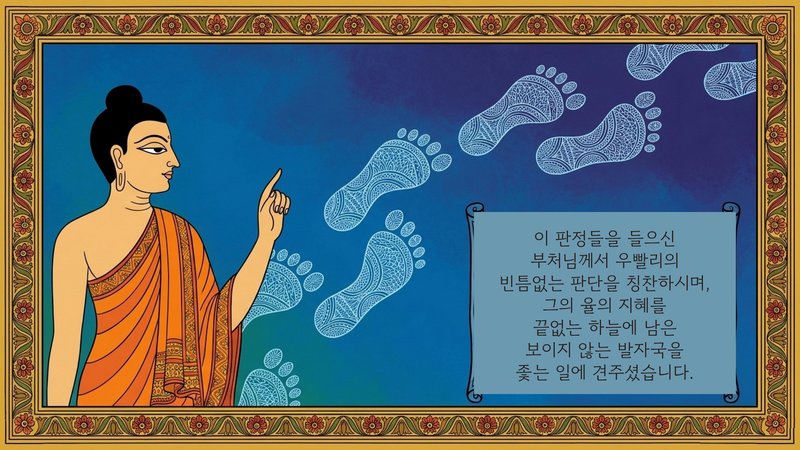 이 판정들을 들으신
부처님께서 우빨리의
빈틈없는 판단을 칭찬하시며,
그의 율의 지혜를
끝없는 하늘에 남은
보이지 않는 발자국을
좇는 일에 견주셨습니다.